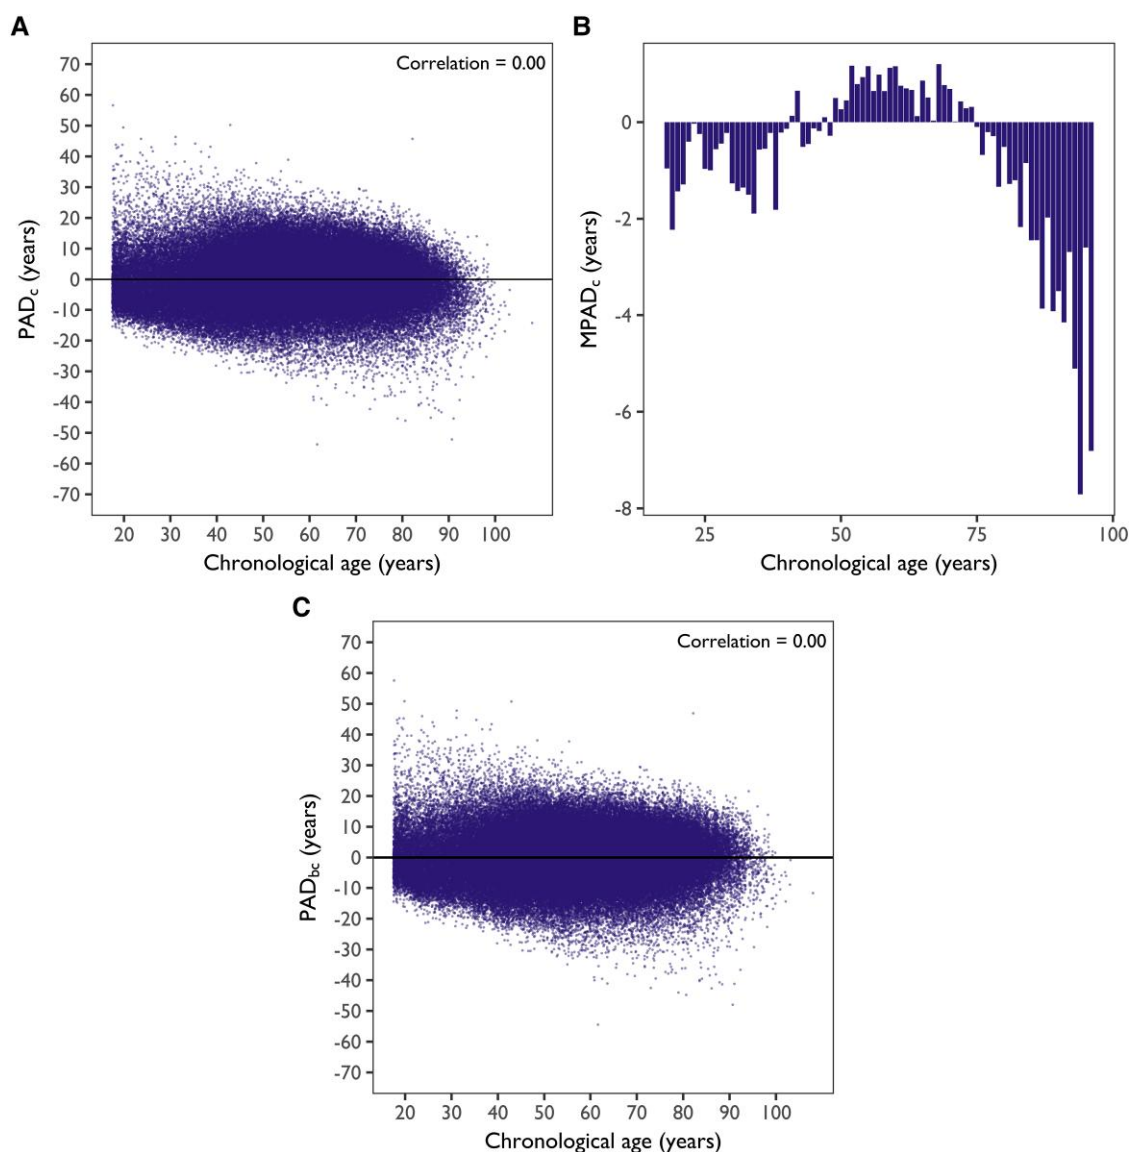 A
Correlation = 0.00
70
60
50
40
30
20
10
0
-10
-20
-30
-40
-50
-60
-70
PADc (years)
20 30 40 50 60 70 80 90 100
Chronological age (years)
B
0
-2
-4
-6
-8
MPADc (years)
25 50 75 100
Chronological age (years)
C
Correlation = 0.00
70
60
50
40
30
20
10
0
-10
-20
-30
-40
-50
-60
-70
PADbc (years)
20 30 40 50 60 70 80 90 100
Chronological age (years)